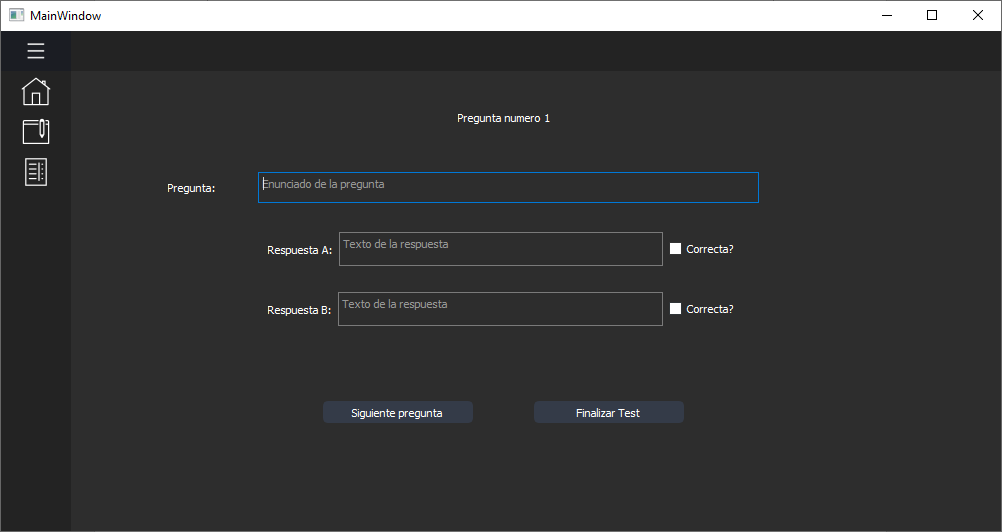 MainWindow
Pregunta numero 1
Pregunta:
Enunciado de la pregunta
Respuesta A:
Texto de la respuesta
Correcta?
Respuesta B:
Texto de la respuesta
Correcta?
Siguiente pregunta
Finalizar Test